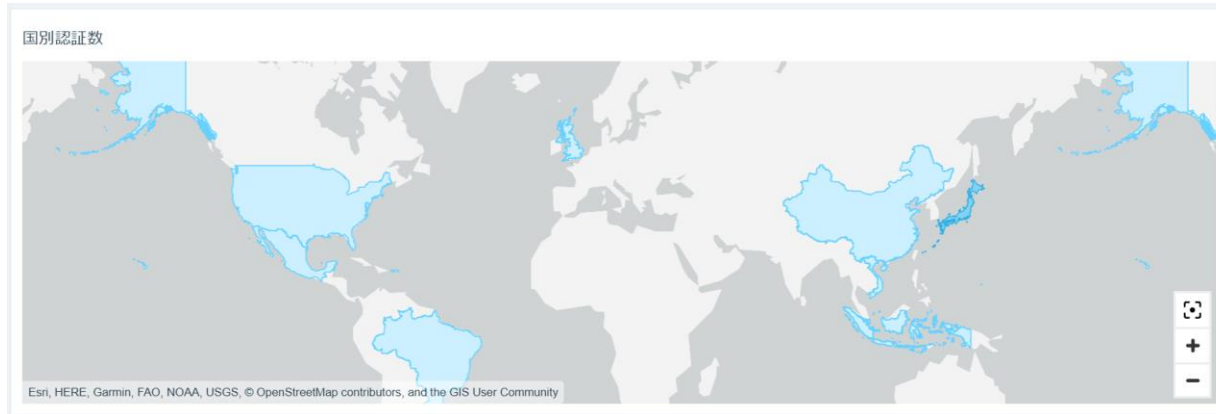 国別認証数
Esri, HERE, Garmin, FAO, NOAA, USGS, © OpenStreetMap contributors, and the GIS User Community